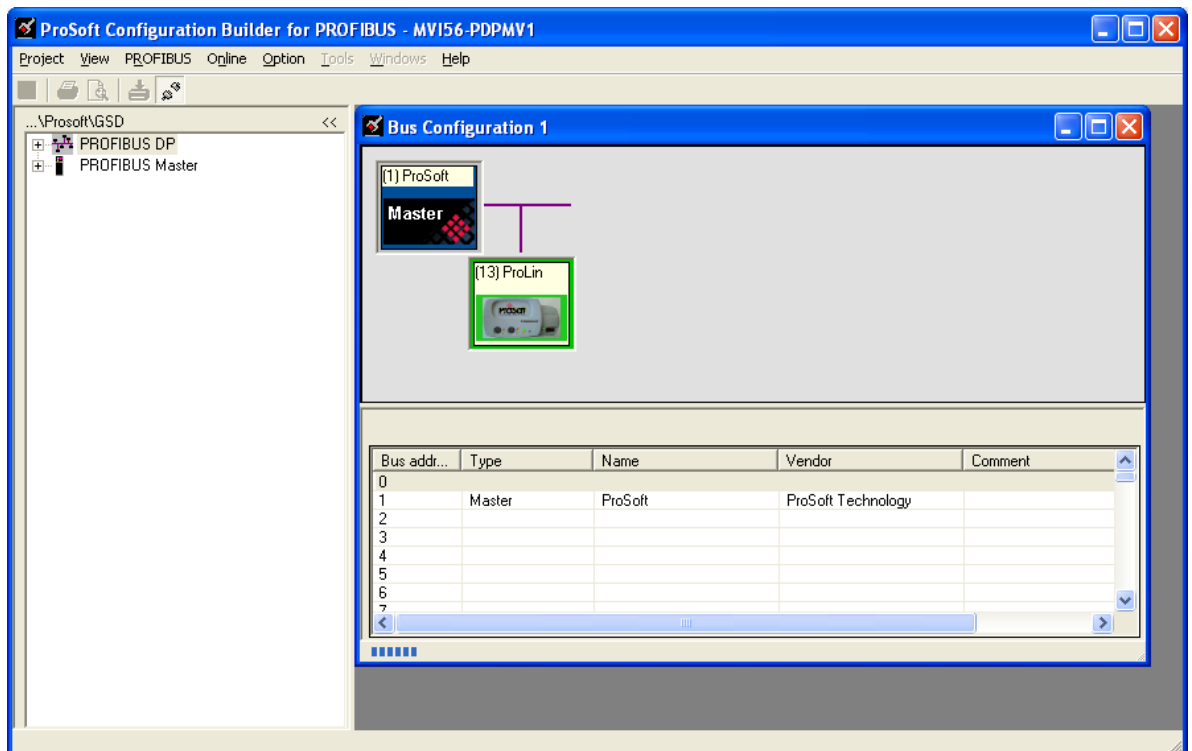 ProSoft Configuration Builder for PROFIBUS - MVI56-PDPMV1
Project View PROFIBUS Online Option Tools Windows Help
...\Prosoft\GSD <<
PROFIBUS DP
PROFIBUS Master
Bus Configuration 1
(1) ProSoft
Master
(13) ProLin
ProSoft
Bus addr... Type Name Vendor Comment
0
1 Master ProSoft ProSoft Technology
2
3
4
5
6
7